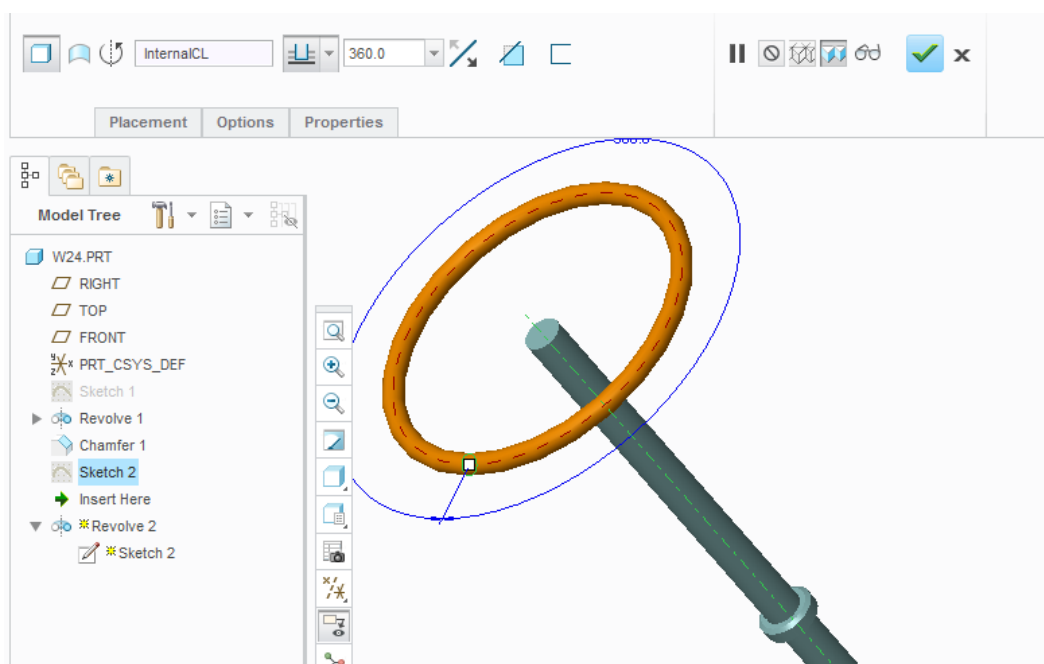 InternalCL
360.0
Placement Options Properties
Model Tree
W24.PRT
RIGHT
TOP
FRONT
PRT_CSYS_DEF
Sketch 1
Revolve 1
Chamfer 1
Sketch 2
Insert Here
Revolve 2
Sketch 2